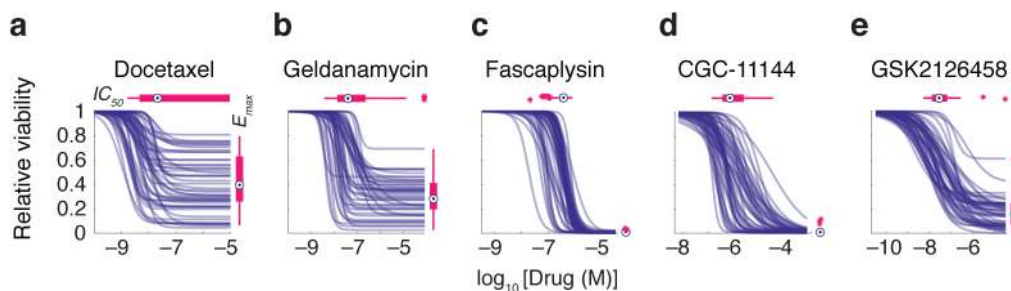 a
b
c
d
e
Docetaxel
Geldanamycin
Fascaplysin
CGC-11144
GSK2126458
IC50
Emax
Relative viability
1
0.8
0.6
0.4
0.2
0
−9 −7 −5
−9 −7 −5
−9 −7 −5
−8 −6 −4
−10 −8 −6
log10 [Drug (M)]